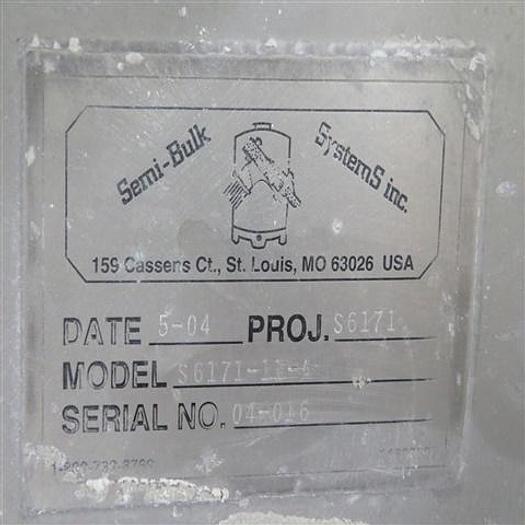 Semi-Bulk SystemS inc.
159 Cassens Ct., St. Louis, MO 63026 USA
DATE 5-04 PROJ. S6171
MODEL S6171-11-4
SERIAL NO. 04-016